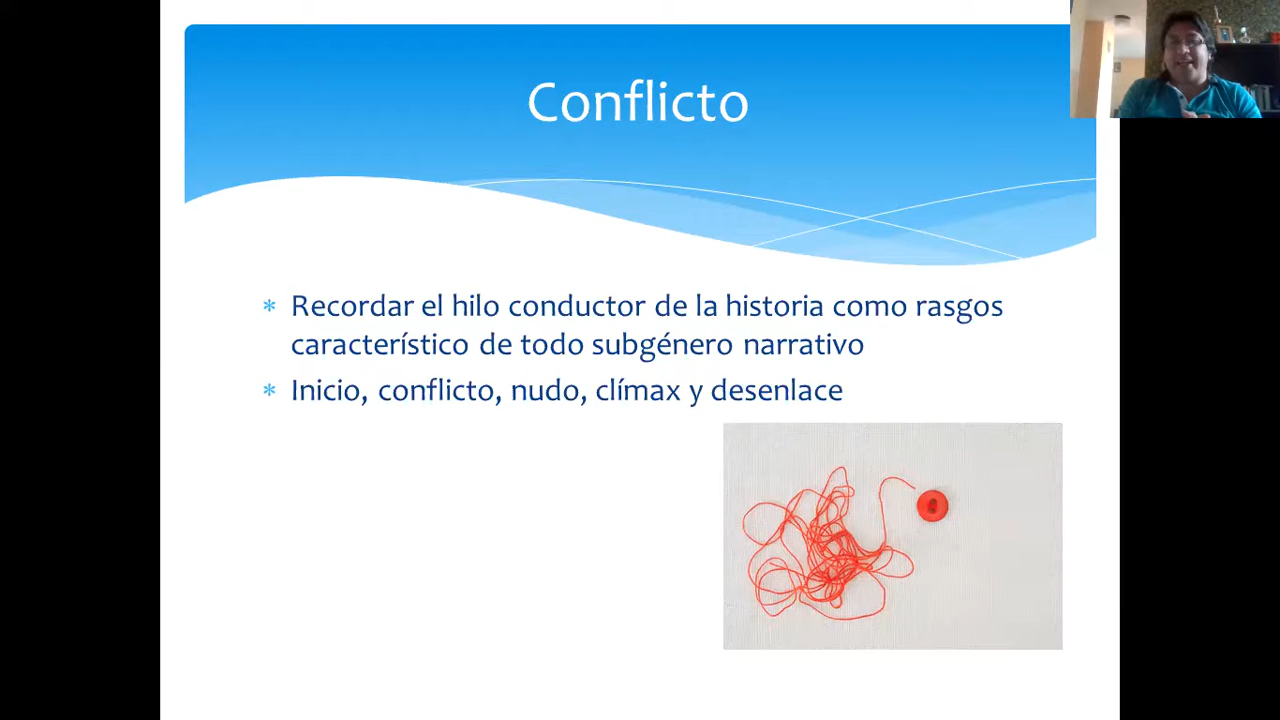 Conflicto
* Recordar el hilo conductor de la historia como rasgos
característico de todo subgénero narrativo
* Inicio, conflicto, nudo, clímax y desenlace